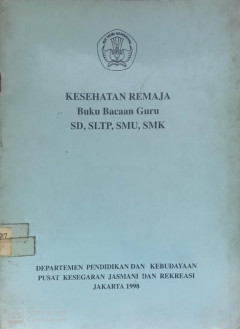 KESEHATAN REMAJA
Buku Bacaan Guru
SD, SLTP, SMU, SMK
DEPARTEMEN PENDIDIKAN DAN KEBUDAYAAN
PUSAT KESEGARAN JASMANI DAN REKREASI
JAKARTA 1998